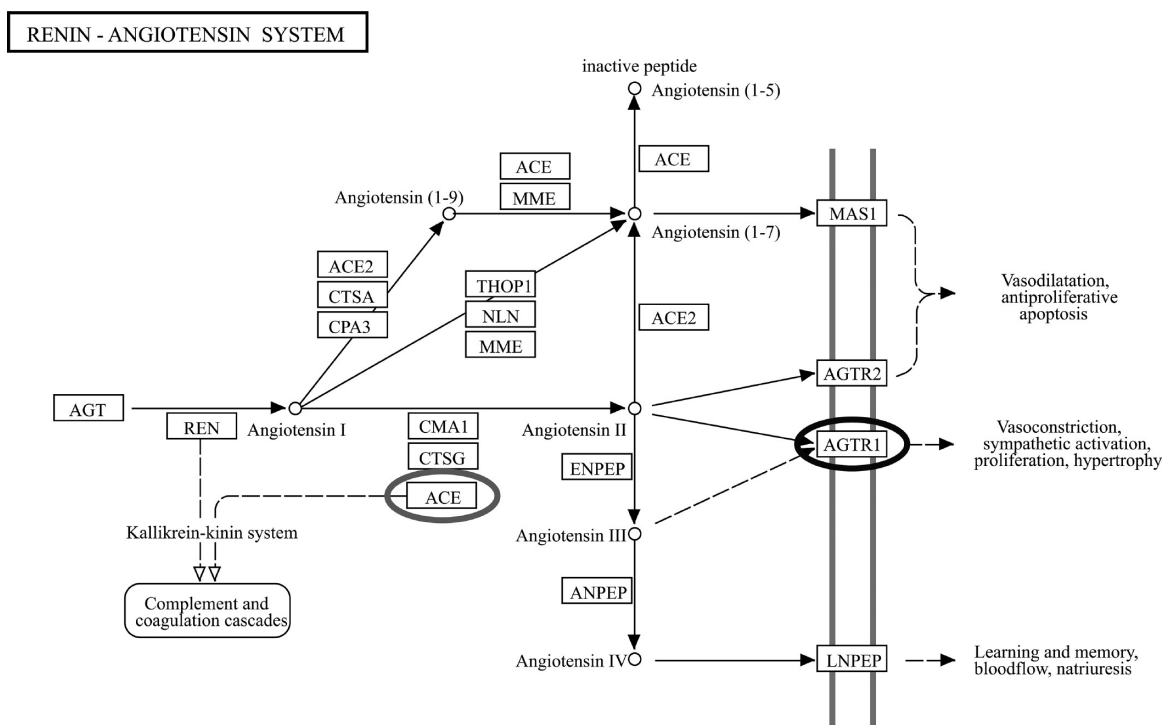 RENIN - ANGIOTENSIN SYSTEM
inactive peptide
Angiotensin (1-5)
ACE
ACE
MME
Angiotensin (1-9)
MAS1
Angiotensin (1-7)
ACE2
CTSA
CPA3
THOP1
NLN
MME
ACE2
Vasodilatation,
antiproliferative
apoptosis
AGTR2
AGT
REN
Angiotensin I
CMA1
CTSG
ACE
Angiotensin II
AGTR1
Vasoconstriction,
sympathetic activation,
proliferation, hypertrophy
ENPEP
Kallikrein-kinin system
Angiotensin III
ANPEP
Complement and
coagulation cascades
Angiotensin IV
LNPEP
Learning and memory,
bloodflow, natriuresis